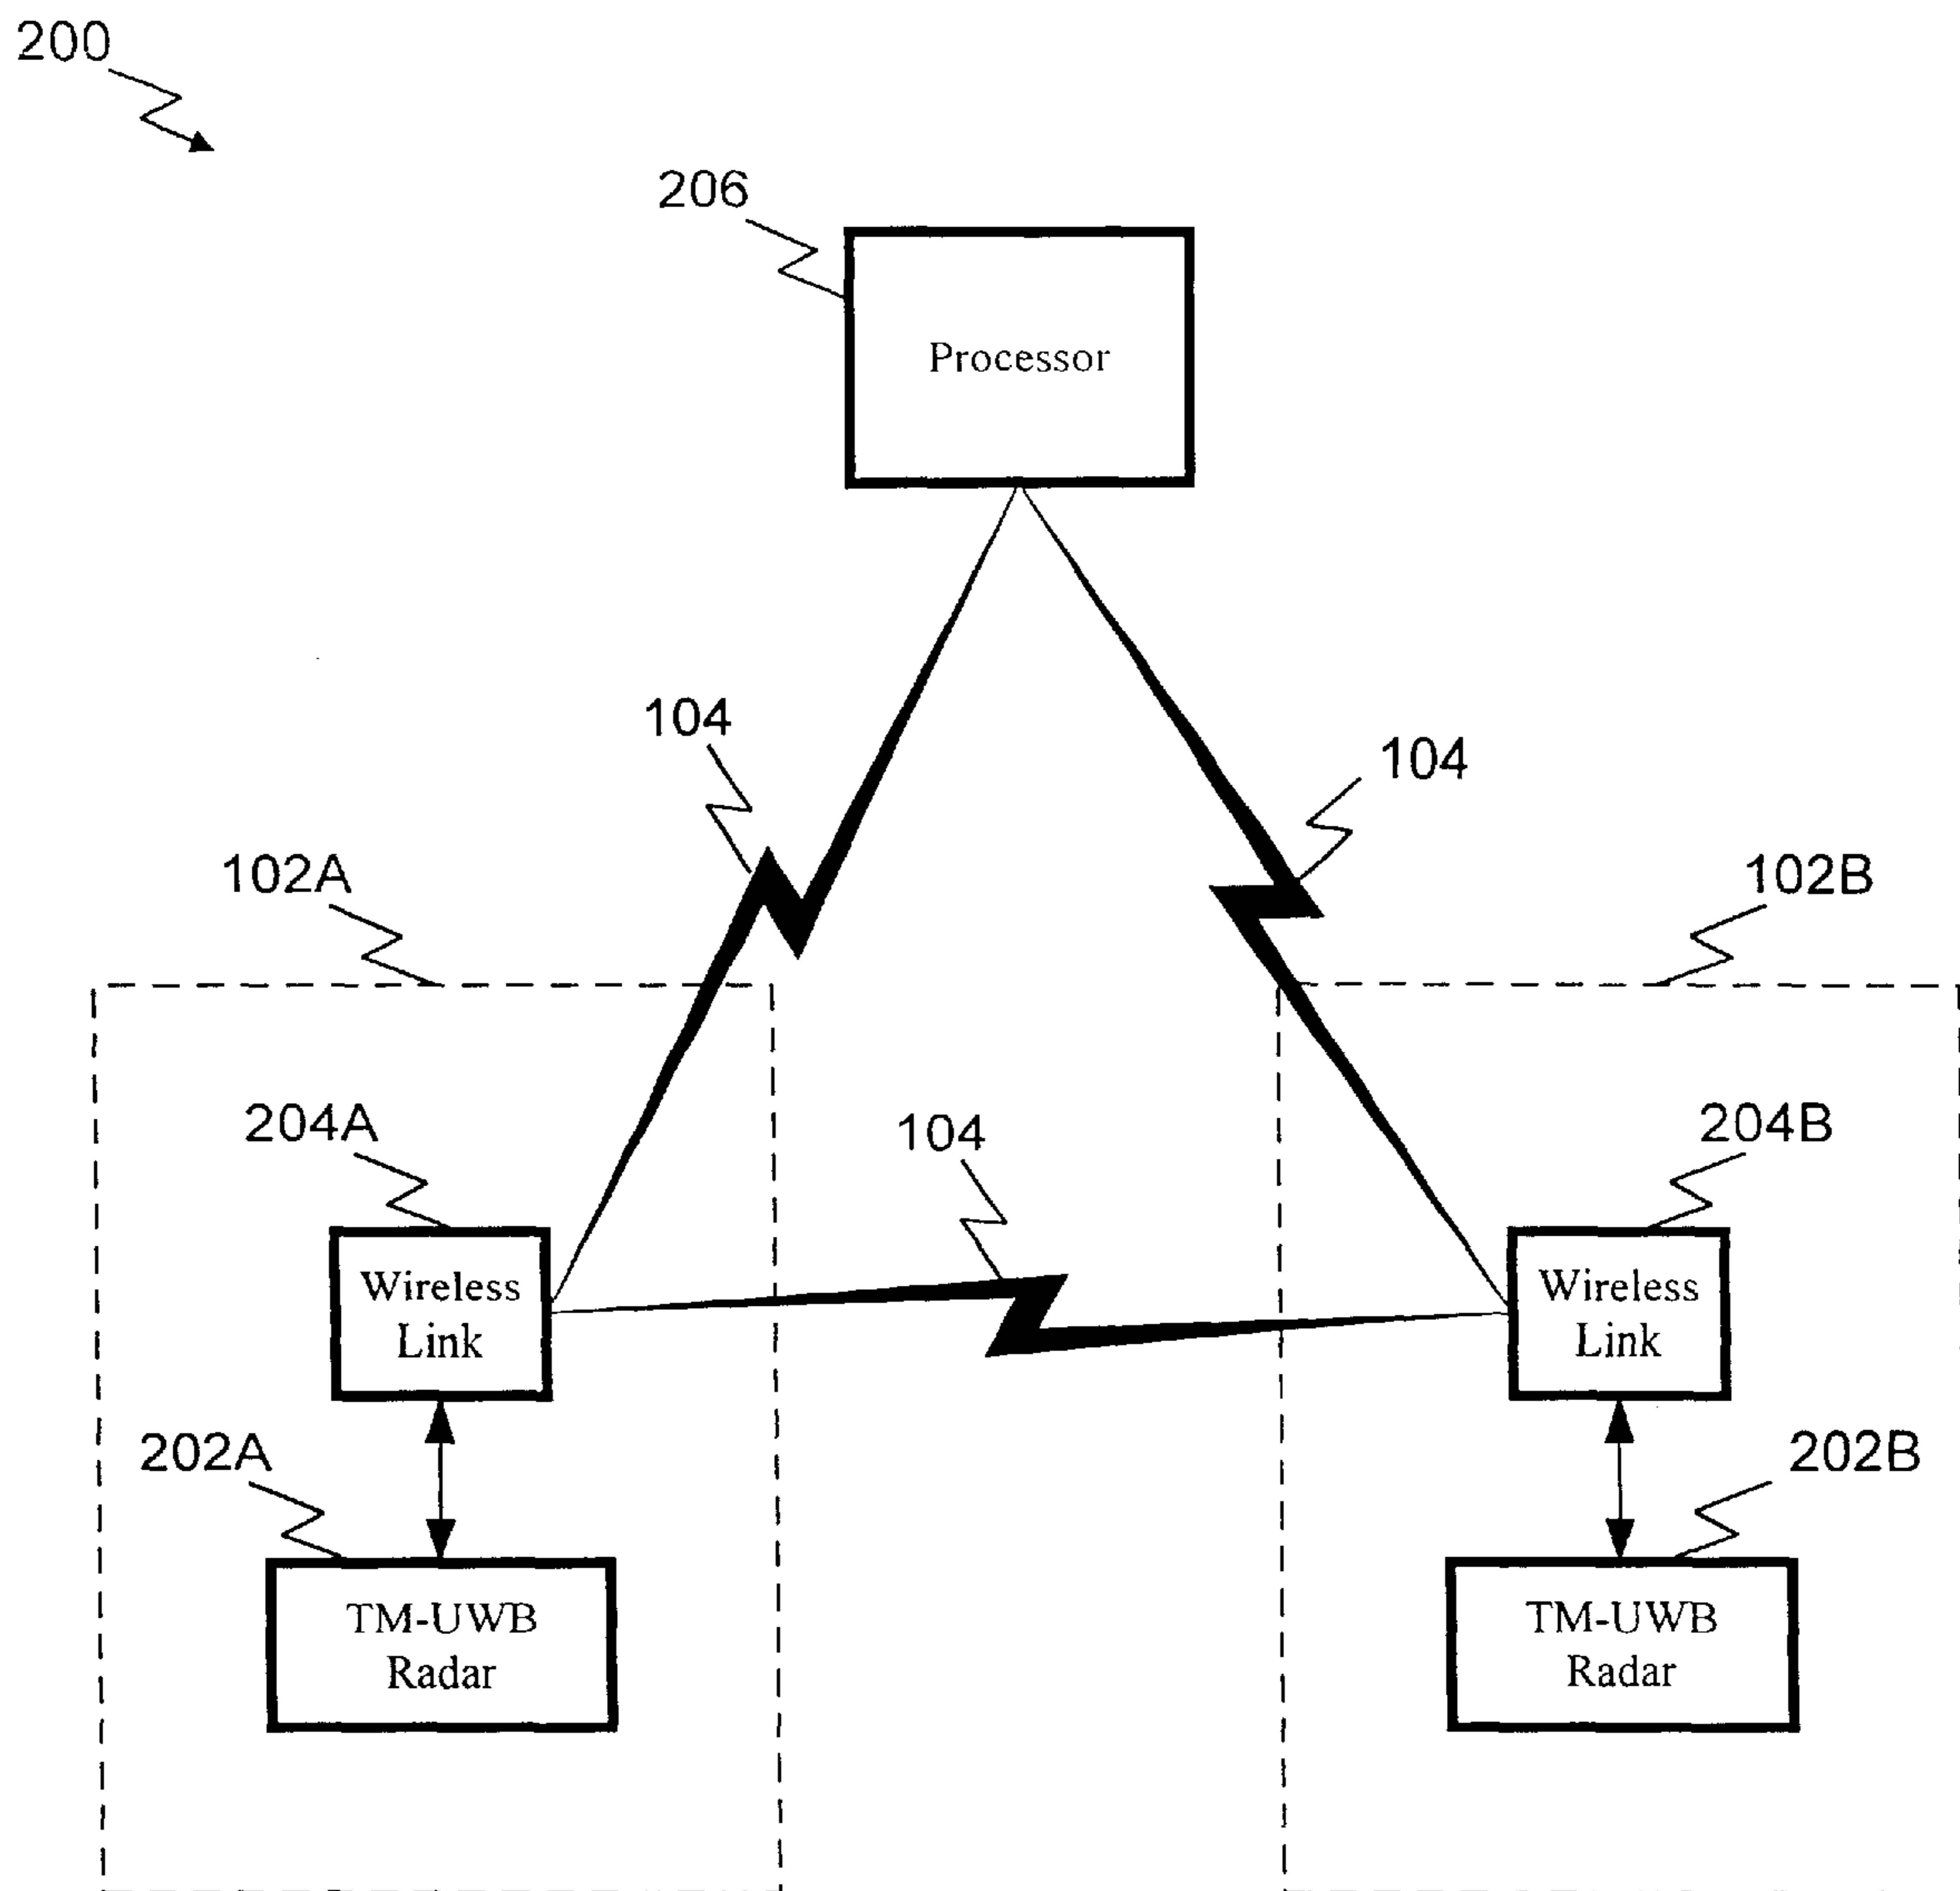 200
206
Processor
104
104
102A
102B
204A
104
204B
Wireless
Link
Wireless
Link
202A
202B
TM-UWB
Radar
TM-UWB
Radar